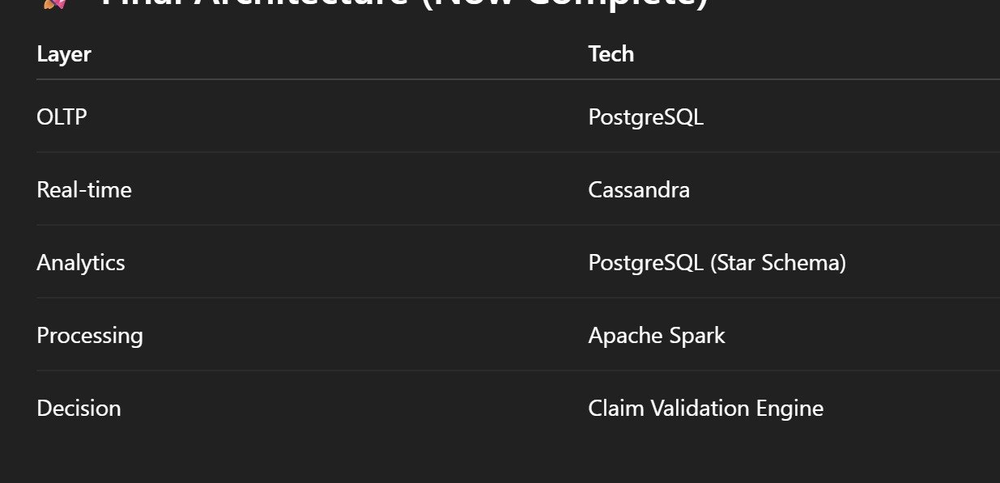 Final Architecture (Now Complete)
Layer Tech
OLTP PostgreSQL
Real-time Cassandra
Analytics PostgreSQL (Star Schema)
Processing Apache Spark
Decision Claim Validation Engine